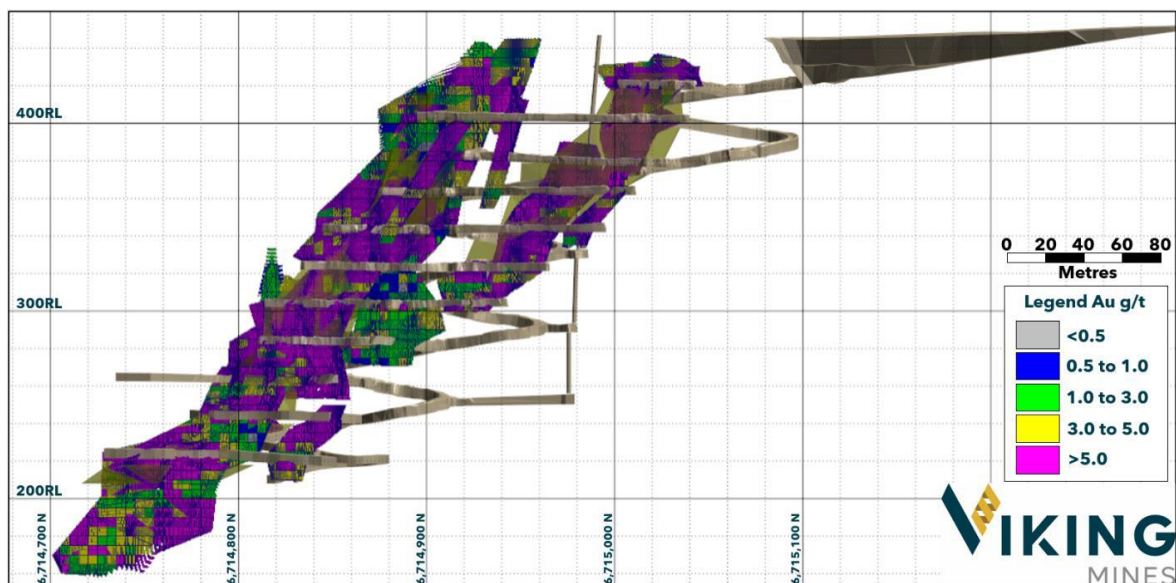 400RL
300RL
200RL
6,714,700 N
6,714,800 N
6,714,900 N
6,715,000 N
6,715,100 N
0 20 40 60 80
Metres
Legend Au g/t
<0.5
0.5 to 1.0
1.0 to 3.0
3.0 to 5.0
>5.0
VIKING
MINES